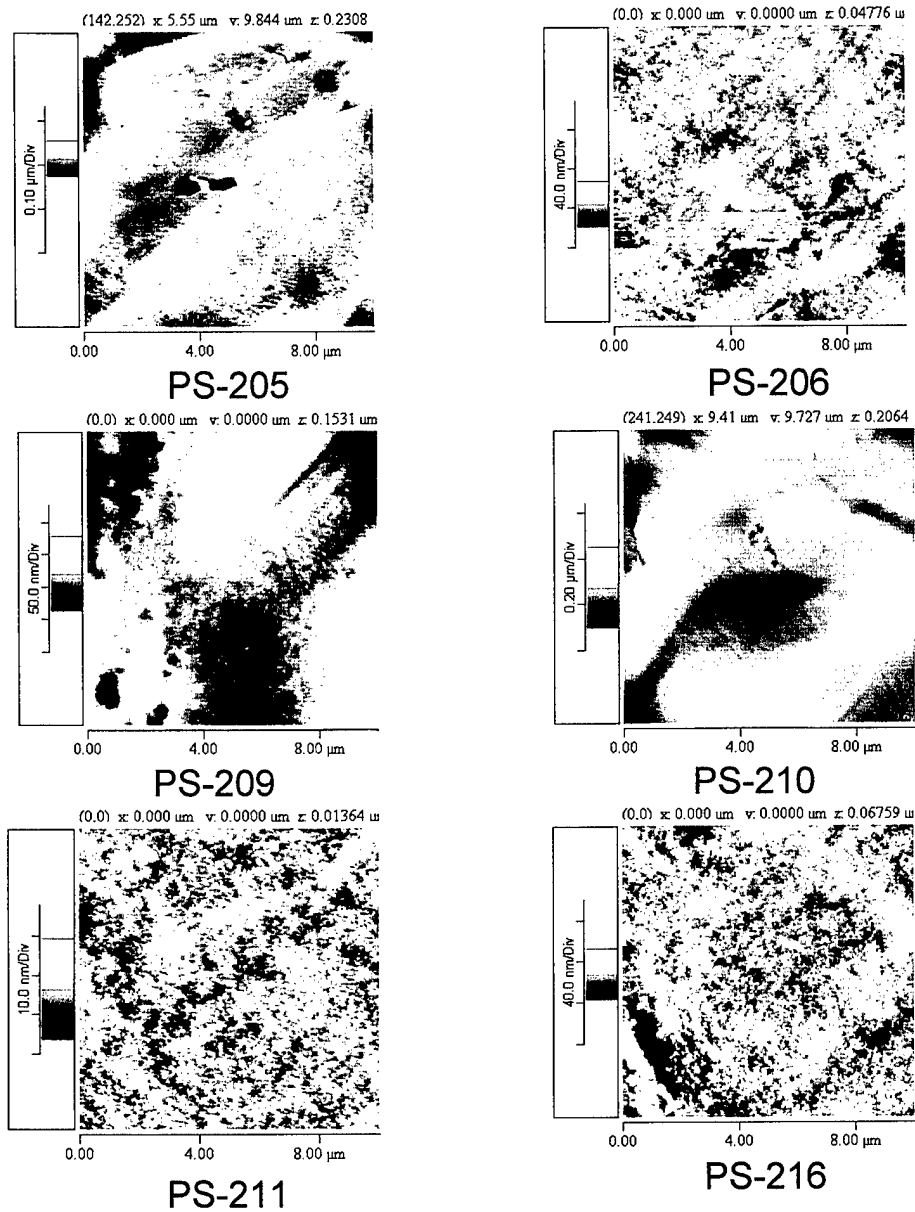 (142.252) x: 5.55 um v: 9.844 um z: 0.2308
0.10 µm/Div
0.00 4.00 8.00 µm
PS-205
(0.0) x: 0.000 um v: 0.0000 um z: 0.04776 u
40.0 nm/Div
0.00 4.00 8.00 µm
PS-206
(0.0) x: 0.000 um v: 0.0000 um z: 0.1531 um
50.0 nm/Div
0.00 4.00 8.00 µm
PS-209
(241.249) x: 9.41 um v: 9.727 um z: 0.2064
0.20 µm/Div
0.00 4.00 8.00 µm
PS-210
(0.0) x: 0.000 um v: 0.0000 um z: 0.01364 u
10.0 nm/Div
0.00 4.00 8.00 µm
PS-211
(0.0) x: 0.000 um v: 0.0000 um z: 0.06759 u
40.0 nm/Div
0.00 4.00 8.00 µm
PS-216